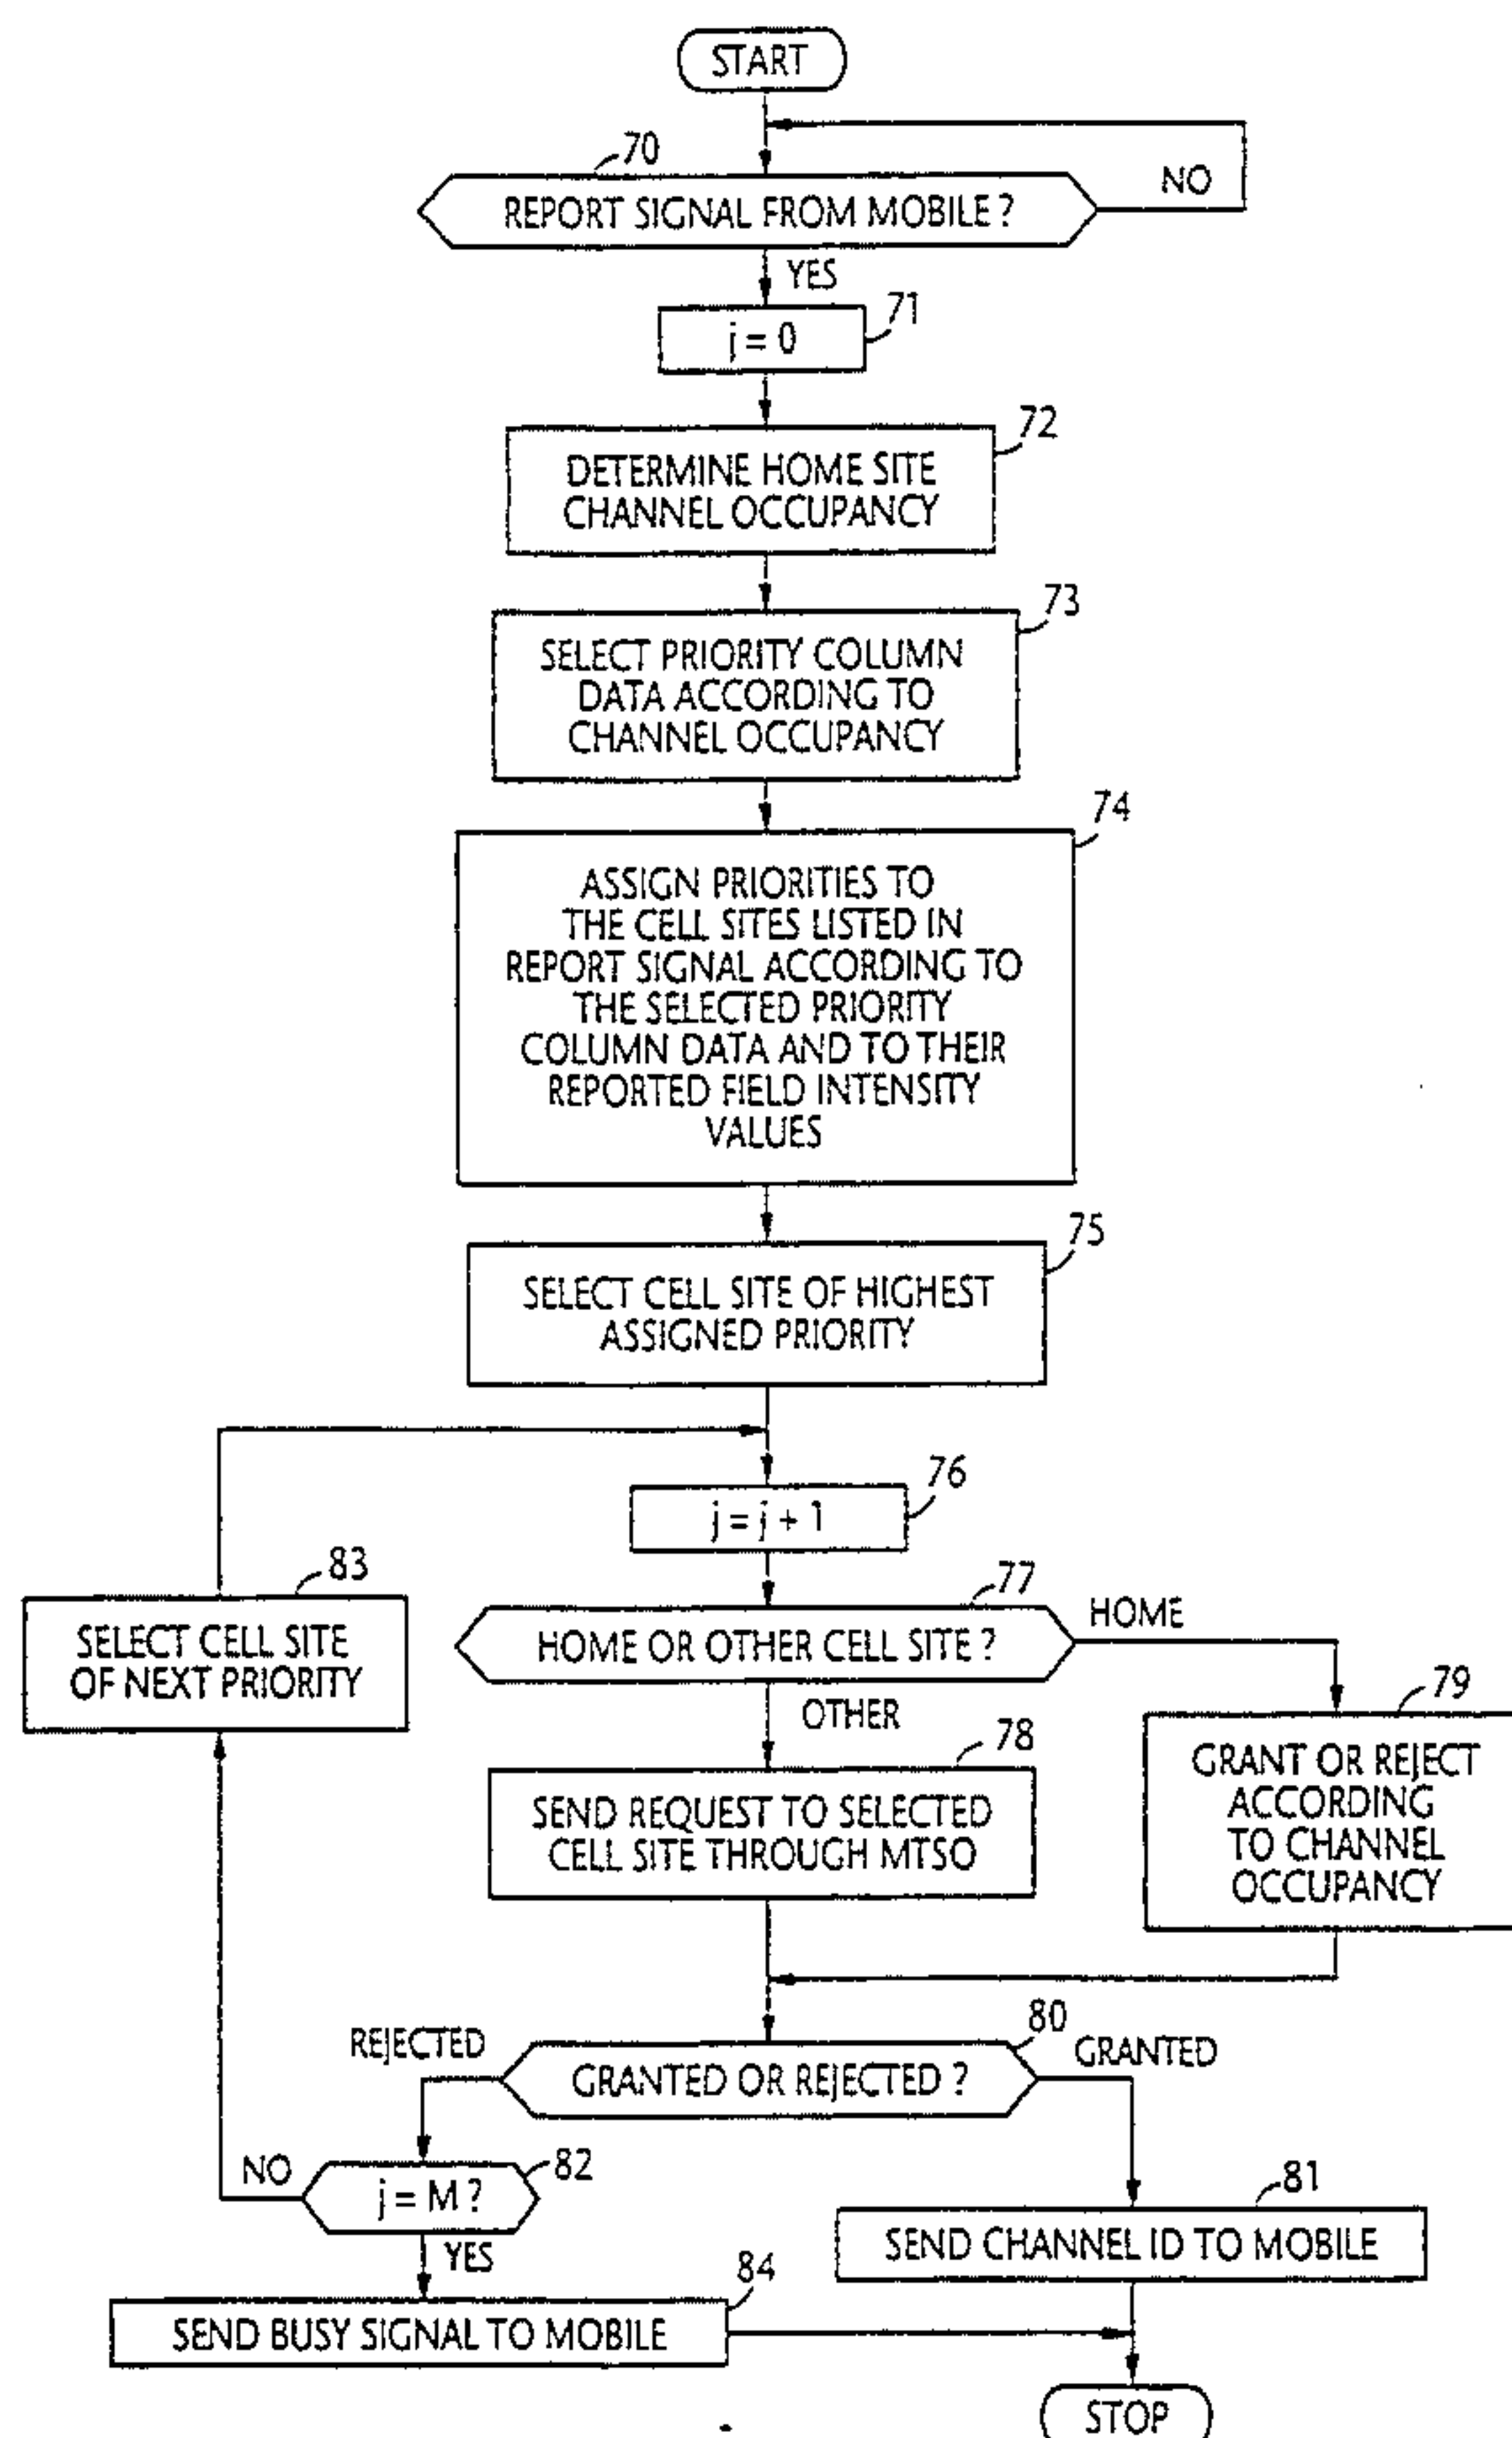 START
70
NO
REPORT SIGNAL FROM MOBILE ?
YES
71
j = 0
72
DETERMINE HOME SITE
CHANNEL OCCUPANCY
73
SELECT PRIORITY COLUMN
DATA ACCORDING TO
CHANNEL OCCUPANCY
74
ASSIGN PRIORITIES TO
THE CELL SITES LISTED IN
REPORT SIGNAL ACCORDING TO
THE SELECTED PRIORITY
COLUMN DATA AND TO THEIR
REPORTED FIELD INTENSITY
VALUES
75
SELECT CELL SITE OF HIGHEST
ASSIGNED PRIORITY
76
j = j + 1
83
SELECT CELL SITE
OF NEXT PRIORITY
77
HOME OR OTHER CELL SITE ?
HOME
OTHER
78
SEND REQUEST TO SELECTED
CELL SITE THROUGH MTSO
79
GRANT OR REJECT
ACCORDING
TO CHANNEL
OCCUPANCY
80
REJECTED
GRANTED OR REJECTED ?
GRANTED
NO
82
j = M ?
YES
81
SEND CHANNEL ID TO MOBILE
84
SEND BUSY SIGNAL TO MOBILE
STOP